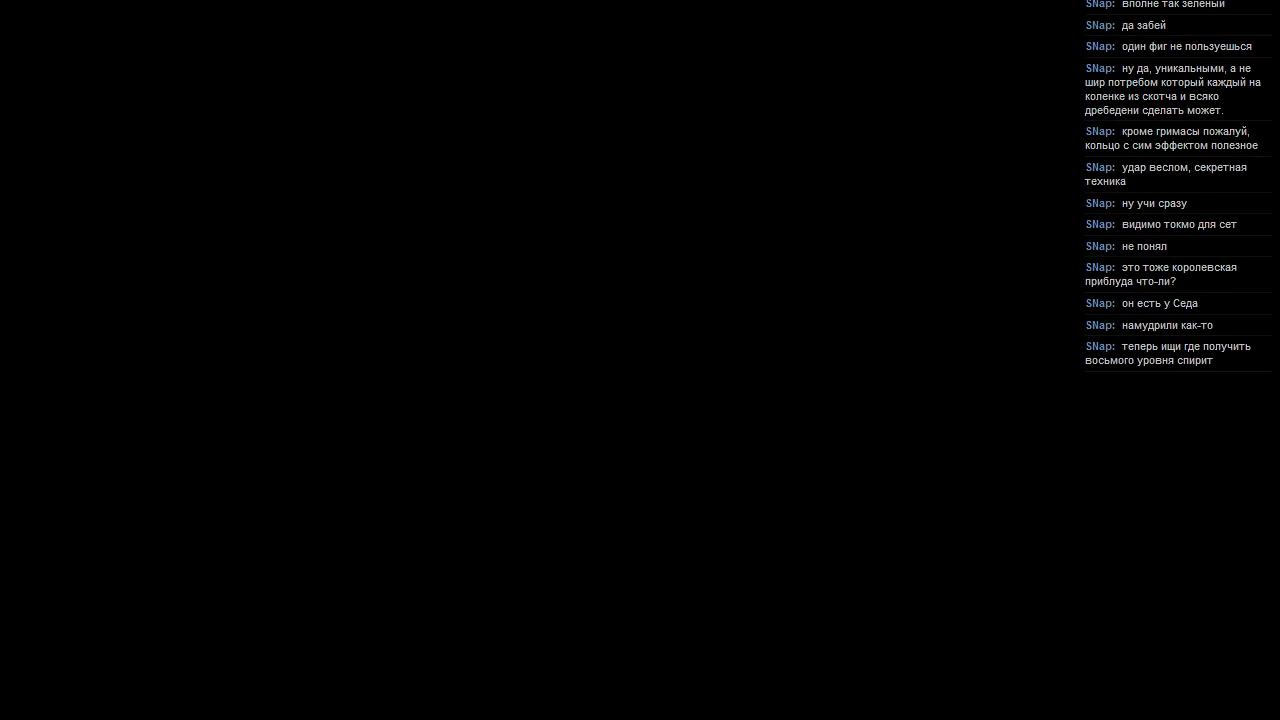 SNap: вполне так зеленый
SNap: да забей
SNap: один фиг не пользуешься
SNap: ну да, уникальными, а не
шир потребом который каждый на
коленке из скотча и всяко
дребедени сделать может.
SNap: кроме гримасы пожалуй,
кольцо с сим эффектом полезное
SNap: удар веслом, секретная
техника
SNap: ну учи сразу
SNap: видимо токмо для сет
SNap: не понял
SNap: это тоже королевская
приблуда что-ли?
SNap: он есть у Седа
SNap: намудрили как-то
SNap: теперь ищи где получить
восьмого уровня спирит